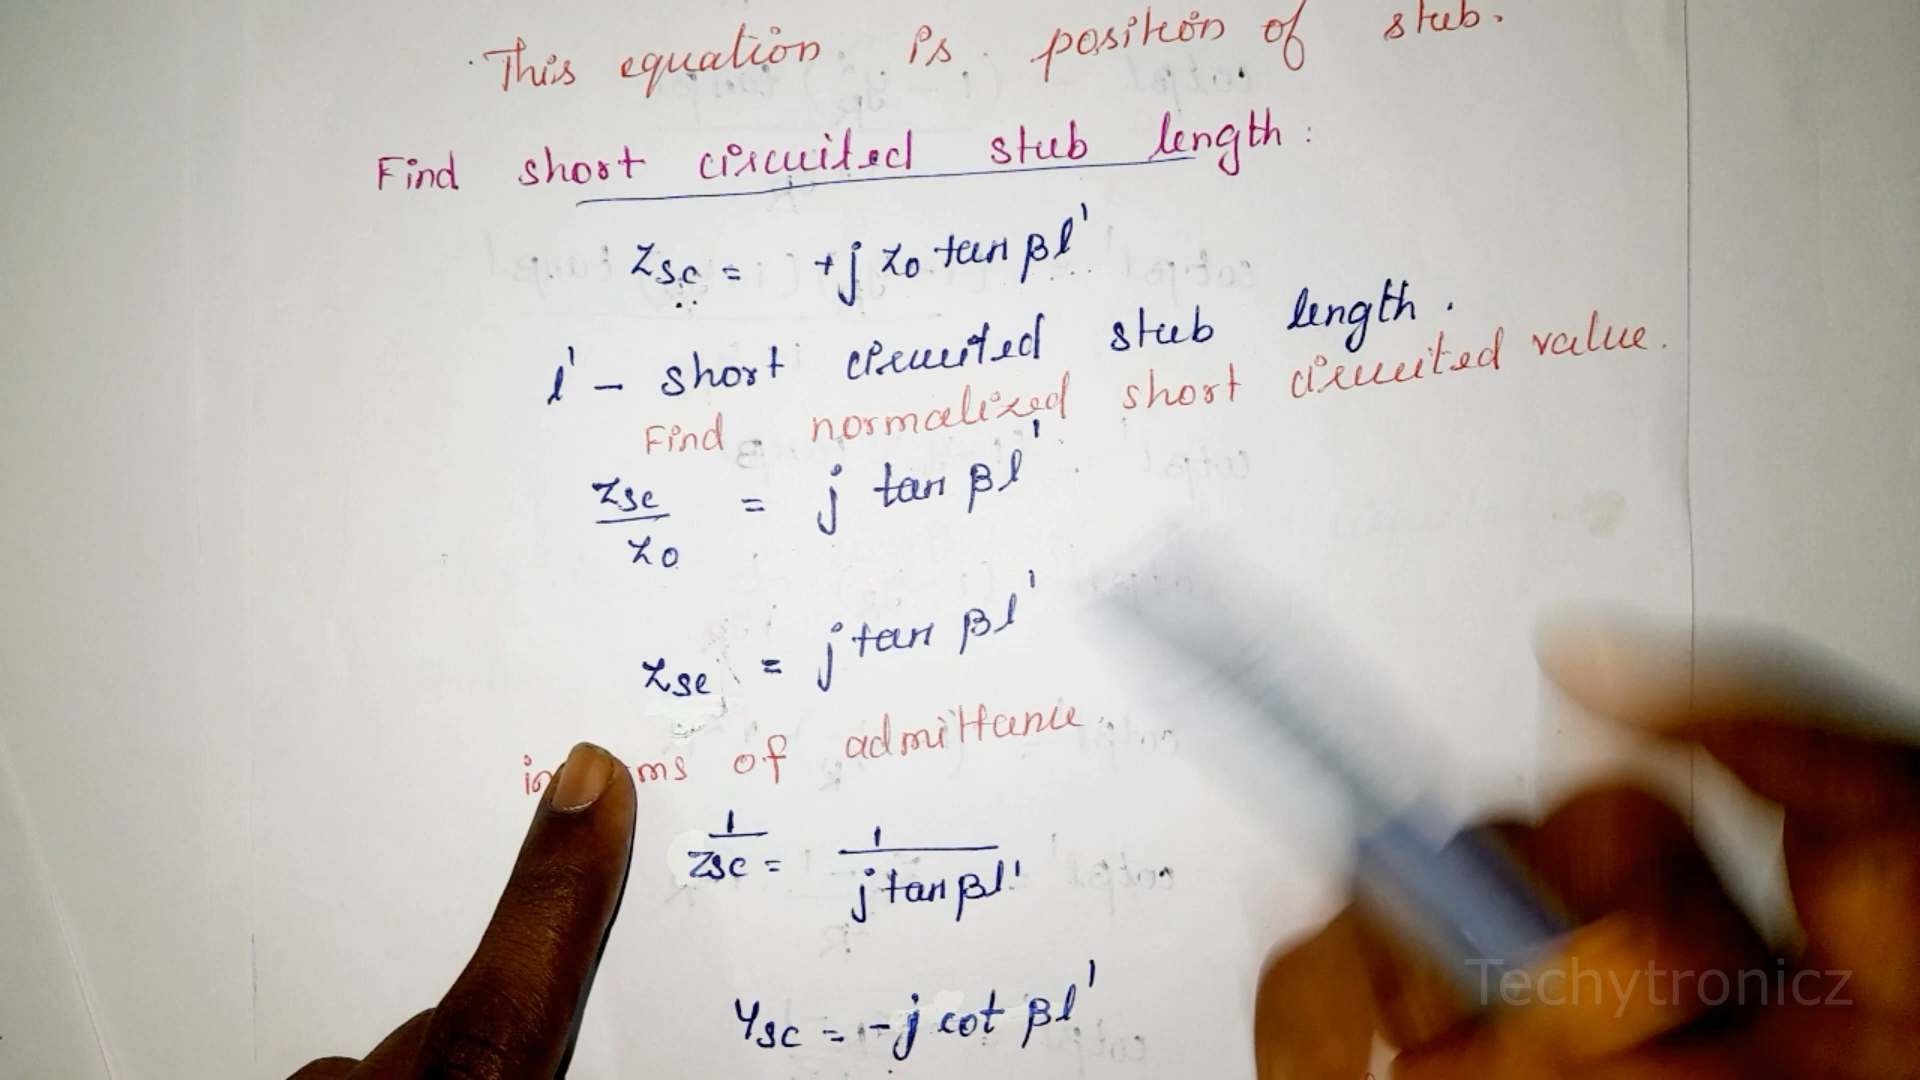 This equation is position of stub.
Find short circuited stub length:
Zsc = +j Z0 tan βl'
l' - short circuited stub length.
Find normalized short circuited value.
Zsc/Z0 = j tan βl'
Zsc = j tan βl'
of admittance
1/Zsc = 1/j tan βl'
Ysc = -j cot βl'
Techytronicz